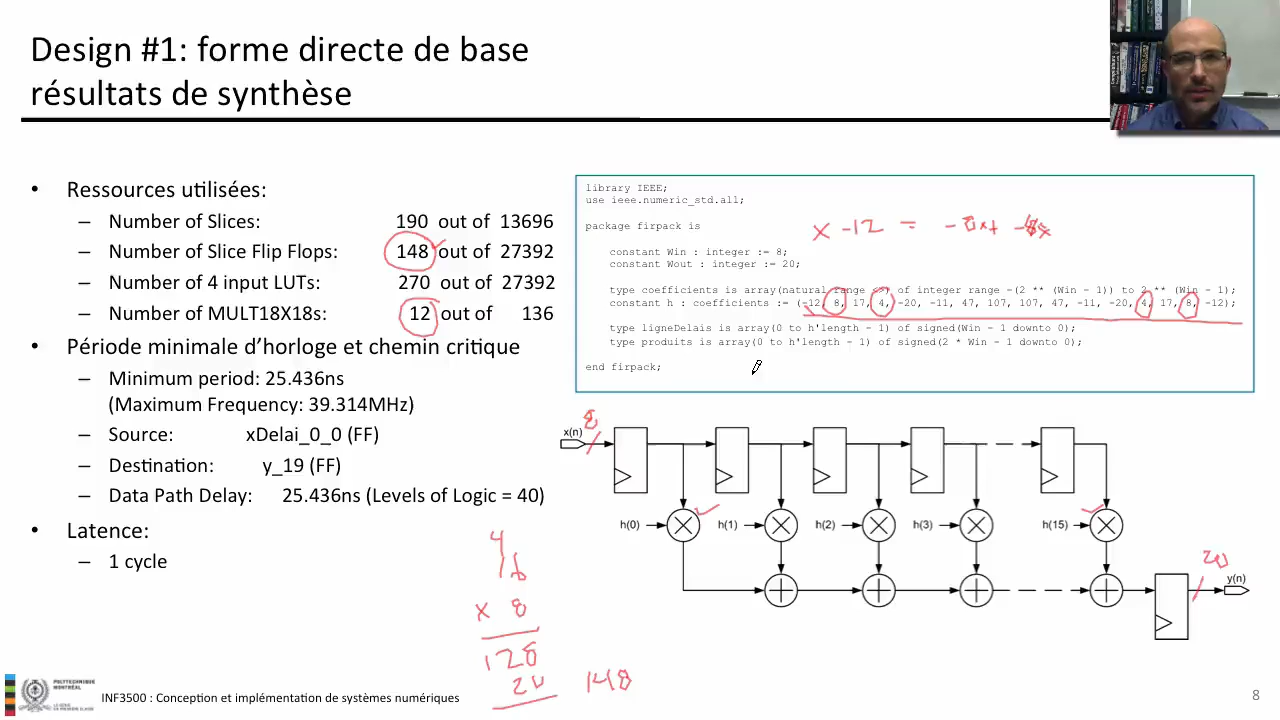 Design #1: forme directe de base
résultats de synthèse
• Ressources utilisées:
– Number of Slices: 190 out of 13696
– Number of Slice Flip Flops: 148 out of 27392
– Number of 4 input LUTs: 270 out of 27392
– Number of MULT18X18s: 12 out of 136
• Période minimale d'horloge et chemin critique
– Minimum period: 25.436ns
(Maximum Frequency: 39.314MHz)
– Source: xDelai_0_0 (FF)
– Destination: y_19 (FF)
– Data Path Delay: 25.436ns (Levels of Logic = 40)
• Latence:
– 1 cycle
library IEEE;
use ieee.numeric_std.all;
package firpack is
x -12 = -8x+
constant Win : integer := 8;
constant Wout : integer := 20;
type coefficients is array(natural range <>) of integer range -(2 ** (Win - 1)) to 2 ** (Win - 1);
constant h : coefficients := (-12, 8, 17, 4, -20, -11, 47, 107, 107, 47, -11, -20, 4, 17, 8, -12);
type ligneDelais is array(0 to h'length - 1) of signed(Win - 1 downto 0);
type produits is array(0 to h'length - 1) of signed(2 * Win - 1 downto 0);
end firpack;
8
x(n)
h(0) h(1) h(2) h(3) h(15)
20
y(n)
4
16
x 8
128
20 148
POLYTECHNIQUE
MONTRÉAL
INF3500 : Conception et implémentation de systèmes numériques
8